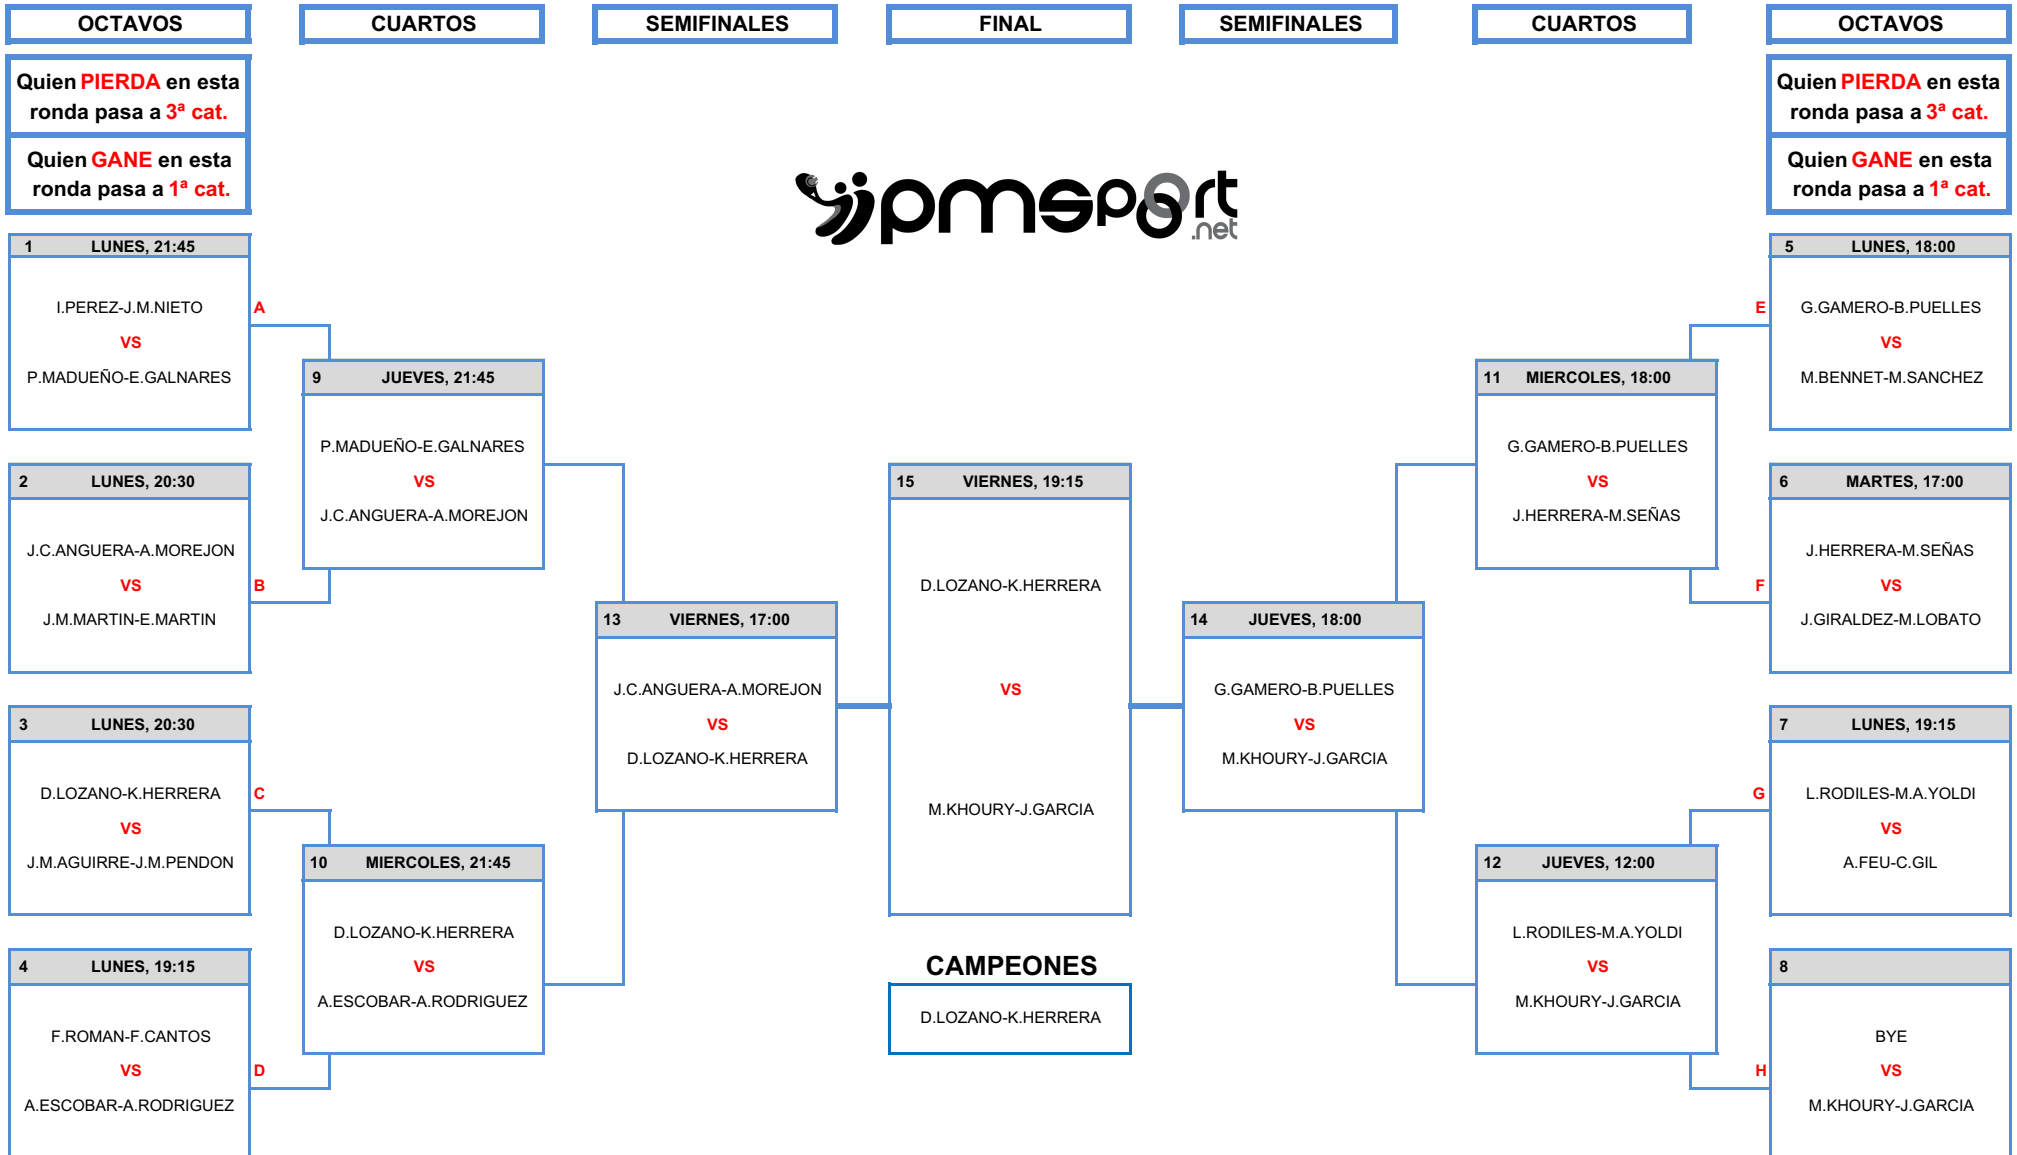 OCTAVOS
CUARTOS
SEMIFINALES
FINAL
SEMIFINALES
CUARTOS
OCTAVOS
Quien PIERDA en esta
ronda pasa a 3ª cat.
Quien GANE en esta
ronda pasa a 1ª cat.
Quien PIERDA en esta
ronda pasa a 3ª cat.
Quien GANE en esta
ronda pasa a 1ª cat.
pmsport
.net
1 LUNES, 21:45
I.PEREZ-J.M.NIETO
VS
P.MADUEÑO-E.GALNARES
A
2 LUNES, 20:30
J.C.ANGUERA-A.MOREJON
VS
J.M.MARTIN-E.MARTIN
B
3 LUNES, 20:30
D.LOZANO-K.HERRERA
VS
J.M.AGUIRRE-J.M.PENDON
C
4 LUNES, 19:15
F.ROMAN-F.CANTOS
VS
A.ESCOBAR-A.RODRIGUEZ
D
9 JUEVES, 21:45
P.MADUEÑO-E.GALNARES
VS
J.C.ANGUERA-A.MOREJON
10 MIERCOLES, 21:45
D.LOZANO-K.HERRERA
VS
A.ESCOBAR-A.RODRIGUEZ
13 VIERNES, 17:00
J.C.ANGUERA-A.MOREJON
VS
D.LOZANO-K.HERRERA
15 VIERNES, 19:15
D.LOZANO-K.HERRERA
VS
M.KHOURY-J.GARCIA
CAMPEONES
D.LOZANO-K.HERRERA
14 JUEVES, 18:00
G.GAMERO-B.PUELLES
VS
M.KHOURY-J.GARCIA
11 MIERCOLES, 18:00
G.GAMERO-B.PUELLES
VS
J.HERRERA-M.SEÑAS
12 JUEVES, 12:00
L.RODILES-M.A.YOLDI
VS
M.KHOURY-J.GARCIA
5 LUNES, 18:00
E
G.GAMERO-B.PUELLES
VS
M.BENNET-M.SANCHEZ
6 MARTES, 17:00
J.HERRERA-M.SEÑAS
F
VS
J.GIRALDEZ-M.LOBATO
7 LUNES, 19:15
G
L.RODILES-M.A.YOLDI
VS
A.FEU-C.GIL
8
BYE
H
VS
M.KHOURY-J.GARCIA